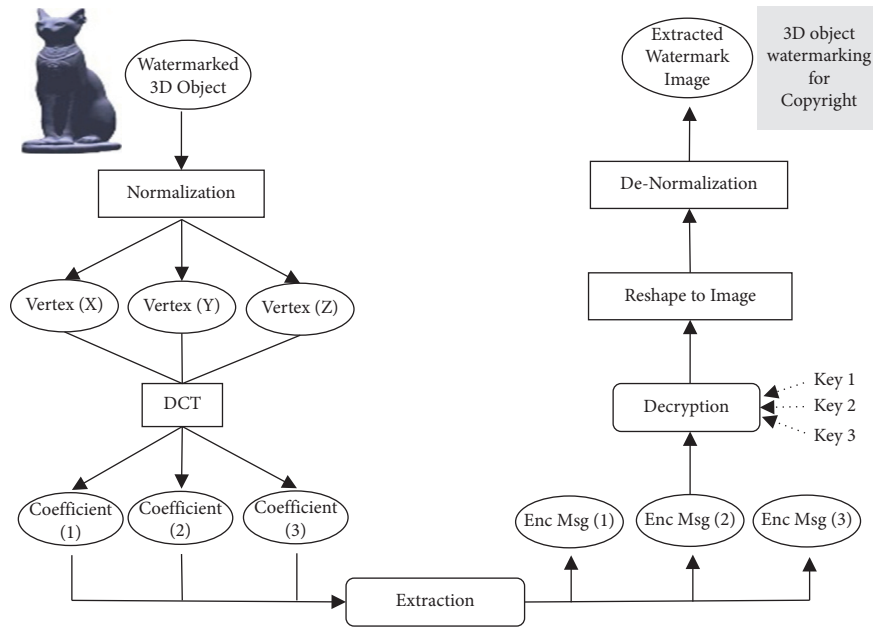 Watermarked
3D Object
Normalization
Vertex (X)
Vertex (Y)
Vertex (Z)
DCT
Coefficient
(1)
Coefficient
(2)
Coefficient
(3)
Extraction
Enc Msg (1)
Enc Msg (2)
Enc Msg (3)
Decryption
Key 1
Key 2
Key 3
Reshape to Image
De-Normalization
Extracted
Watermark
Image
3D object
watermarking
for
Copyright